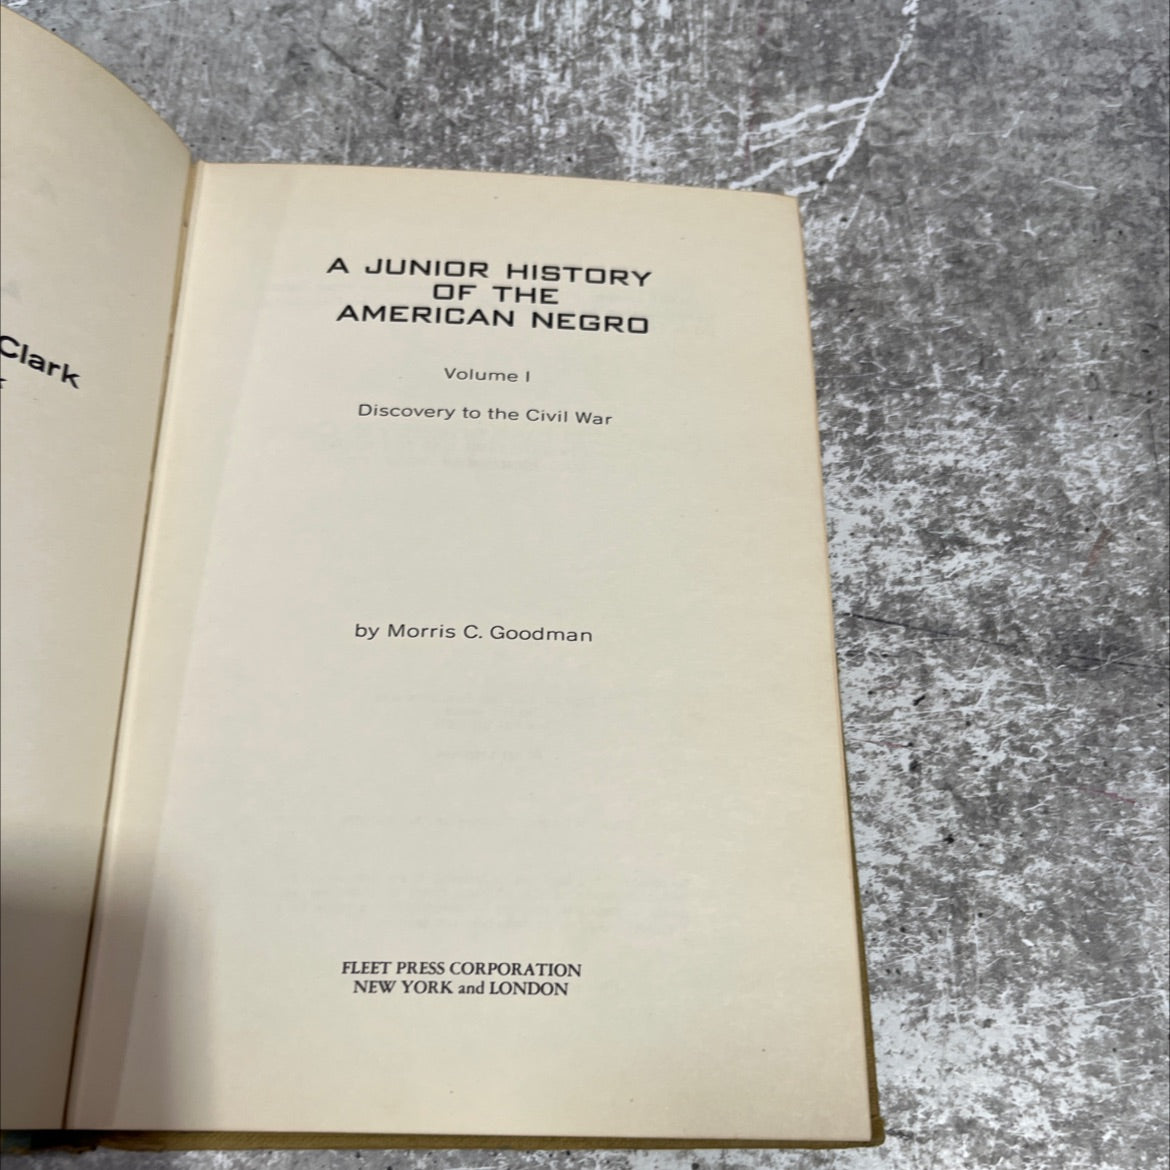 Clark
A JUNIOR HISTORY
OF THE
AMERICAN NEGRO
Volume I
Discovery to the Civil War
by Morris C. Goodman
FLEET PRESS CORPORATION
NEW YORK and LONDON